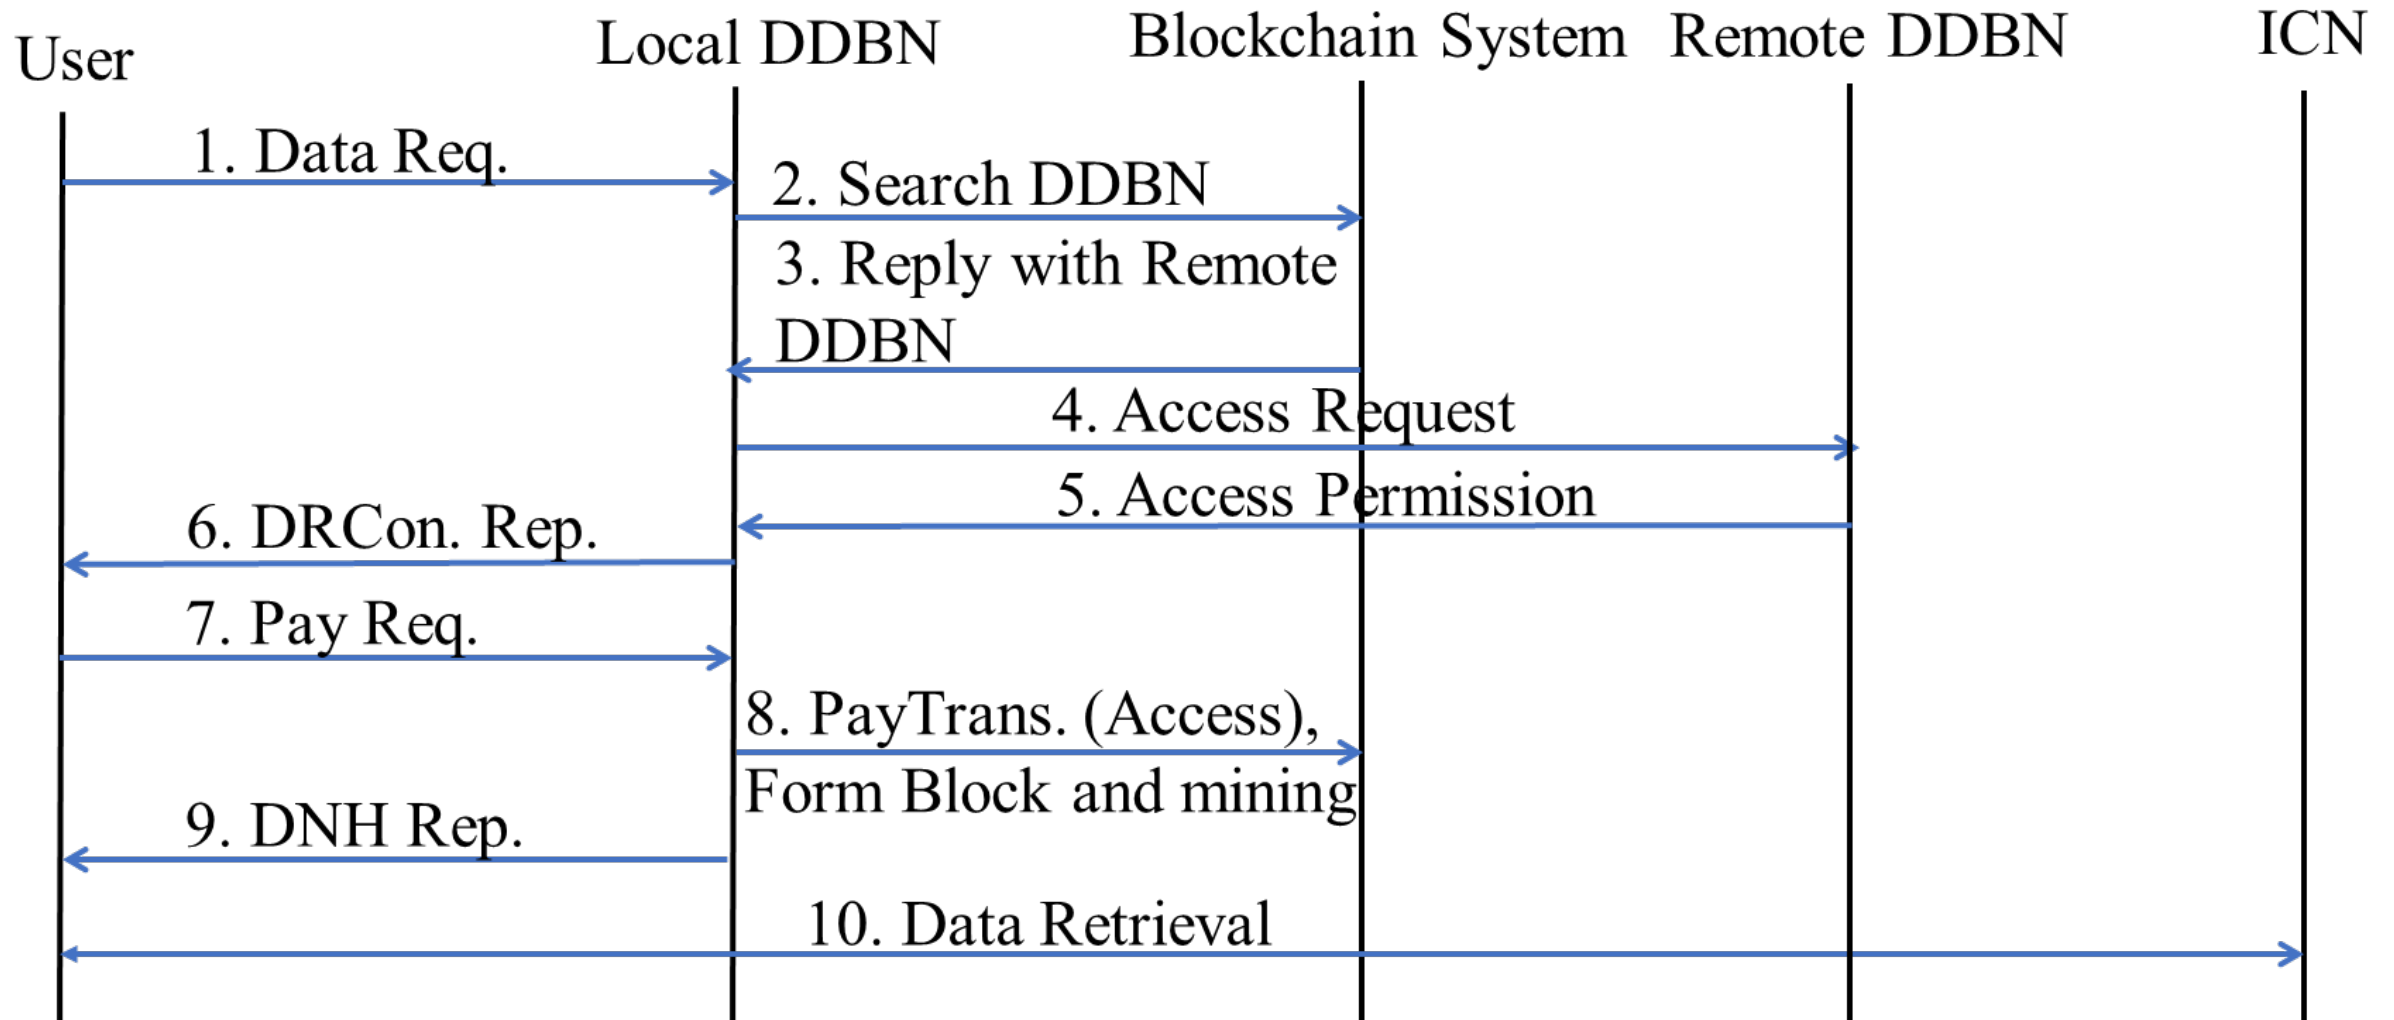 User
Local DDBN
Blockchain System
Remote DDBN
ICN
1. Data Req.
2. Search DDBN
3. Reply with Remote
DDBN
4. Access Request
5. Access Permission
6. DRCon. Rep.
7. Pay Req.
8. PayTrans. (Access),
Form Block and mining
9. DNH Rep.
10. Data Retrieval